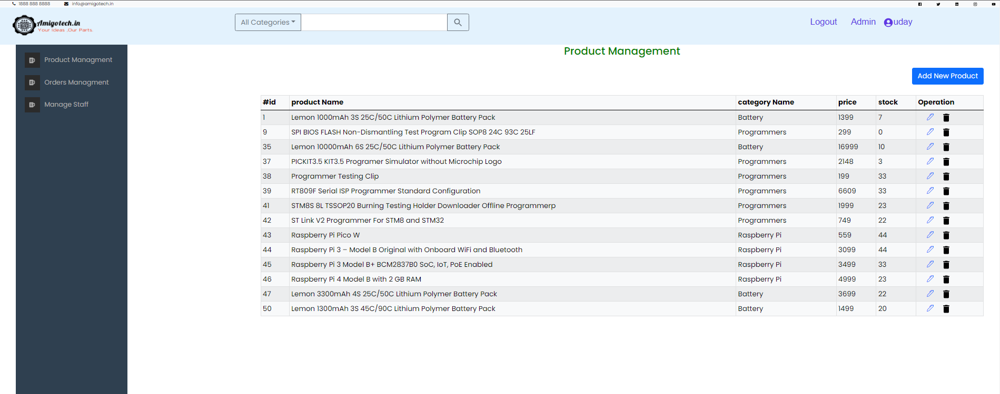 1888 888 8888 info@amigotech.in
Amigotech.in
Your Ideas ,Our Parts.
All Categories
Logout Admin uday
Product Managment
Orders Managment
Manage Staff
Product Management
Add New Product
#id product Name category Name price stock Operation
1 Lemon 1000mAh 3S 25C/50C Lithium Polymer Battery Pack Battery 1399 7
9 SPI BIOS FLASH Non-Dismantling Test Program Clip SOP8 24C 93C 25LF Programmers 299 0
35 Lemon 10000mAh 6S 25C/50C Lithium Polymer Battery Pack Battery 16999 10
37 PICKIT3.5 KIT3.5 Programer Simulator without Microchip Logo Programmers 2148 3
38 Programmer Testing Clip Programmers 199 33
39 RT809F Serial ISP Programmer Standard Configuration Programmers 6609 33
41 STM8S 8L TSSOP20 Burning Testing Holder Downloader Offline Programmerp Programmers 1999 23
42 ST Link V2 Programmer For STM8 and STM32 Programmers 749 22
43 Raspberry Pi Pico W Raspberry Pi 559 44
44 Raspberry Pi 3 – Model B Original with Onboard WiFi and Bluetooth Raspberry Pi 3099 44
45 Raspberry Pi 3 Model B+ BCM2837B0 SoC, IoT, PoE Enabled Raspberry Pi 3499 33
46 Raspberry Pi 4 Model B with 2 GB RAM Raspberry Pi 4999 23
47 Lemon 3300mAh 4S 25C/50C Lithium Polymer Battery Pack Battery 3699 22
50 Lemon 1300mAh 3S 45C/90C Lithium Polymer Battery Pack Battery 1499 20